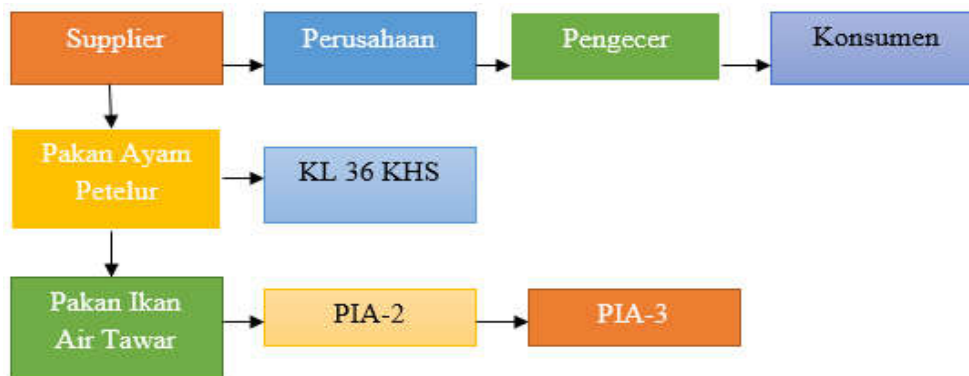 Supplier
Perusahaan
Pengecer
Konsumen
Pakan Ayam
Petelur
KL 36 KHS
Pakan Ikan
Air Tawar
PIA-2
PIA-3